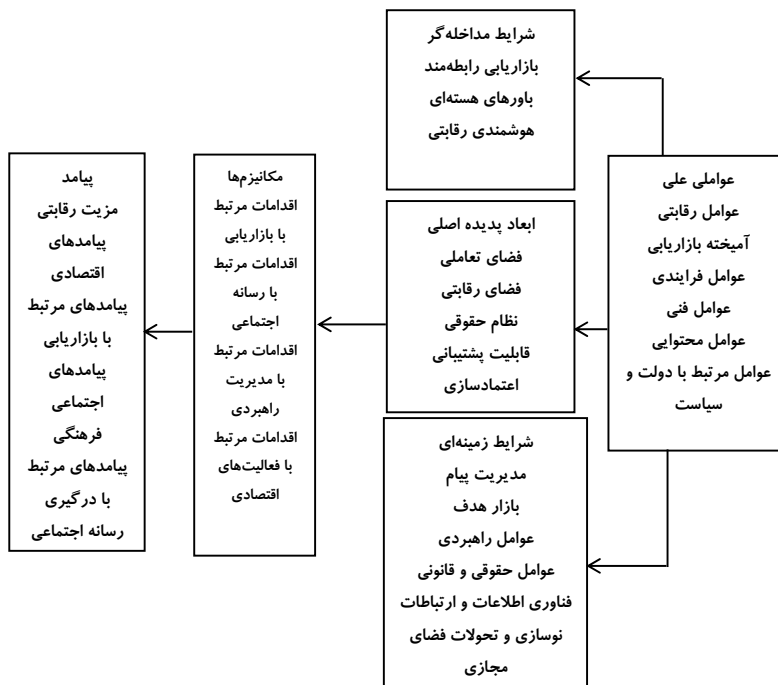 عواملی علی
عوامل رقابتی
آمیخته بازاریابی
عوامل فرایندی
عوامل فنی
عوامل محتوایی
عوامل مرتبط با دولت و
سیاست
شرایط مداخله‌گر
بازاریابی رابطه‌مند
باورهای هسته‌ای
هوشمندی رقابتی
ابعاد پدیده اصلی
فضای تعاملی
فضای رقابتی
نظام حقوقی
قابلیت پشتیبانی
اعتمادسازی
شرایط زمینه‌ای
مدیریت پیام
بازار هدف
عوامل راهبردی
عوامل حقوقی و قانونی
فناوری اطلاعات و ارتباطات
نوسازی و تحولات فضای
مجازی
مکانیزم‌ها
اقدامات مرتبط
با بازاریابی
اقدامات مرتبط
با رسانه
اجتماعی
اقدامات مرتبط
با مدیریت
راهبردی
اقدامات مرتبط
با فعالیت‌های
اقتصادی
پیامد
مزیت رقابتی
پیامدهای
اقتصادی
پیامدهای مرتبط
با بازاریابی
پیامدهای
اجتماعی
فرهنگی
پیامدهای مرتبط
با درگیری
رسانه اجتماعی